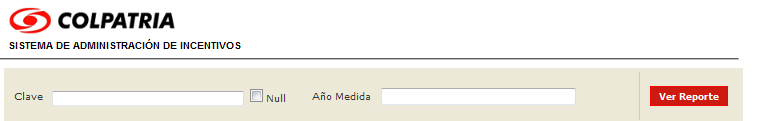 COLPATRIA
SISTEMA DE ADMINISTRACIÓN DE INCENTIVOS
Clave Null Año Medida Ver Reporte